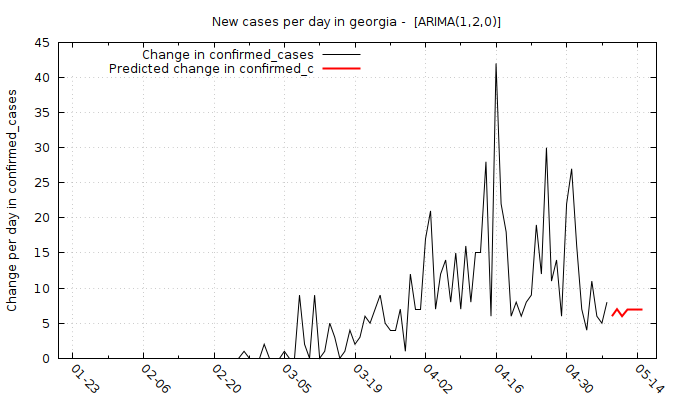 New cases per day in georgia -  [ARIMA(1,2,0)]
Change in confirmed_cases
Predicted change in confirmed_c
Change per day in confirmed_cases
45
40
35
30
25
20
15
10
5
0
01-23 02-06 02-20 03-05 03-19 04-02 04-16 04-30 05-14